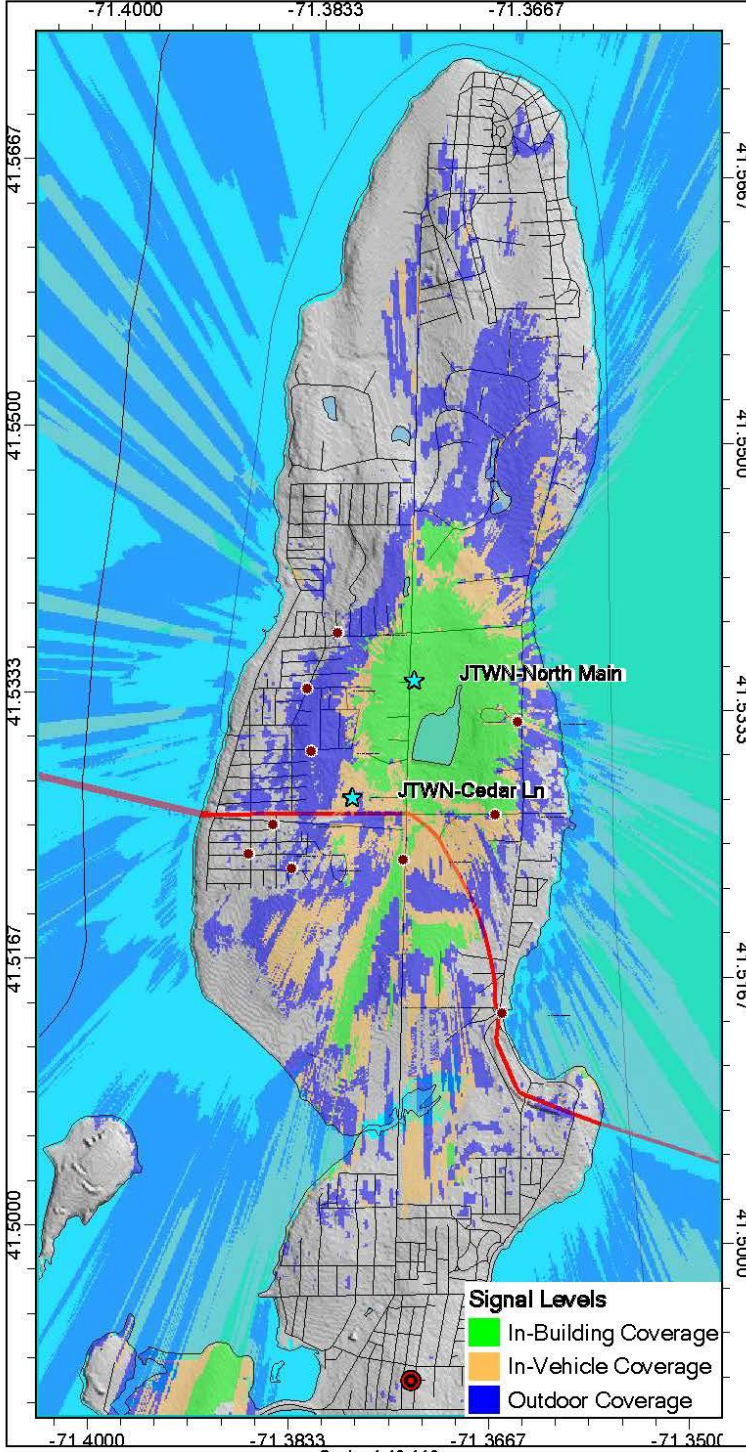 -71.4000 -71.3833 -71.3667
41.5667 41.5667
41.5500 41.5500
JTWN-North Main
41.5333 41.5333
JTWN-Cedar Ln
41.5167 41.5167
41.5000 41.5000
Signal Levels
In-Building Coverage
In-Vehicle Coverage
Outdoor Coverage
-71.4000 -71.3833 -71.3667 -71.3500